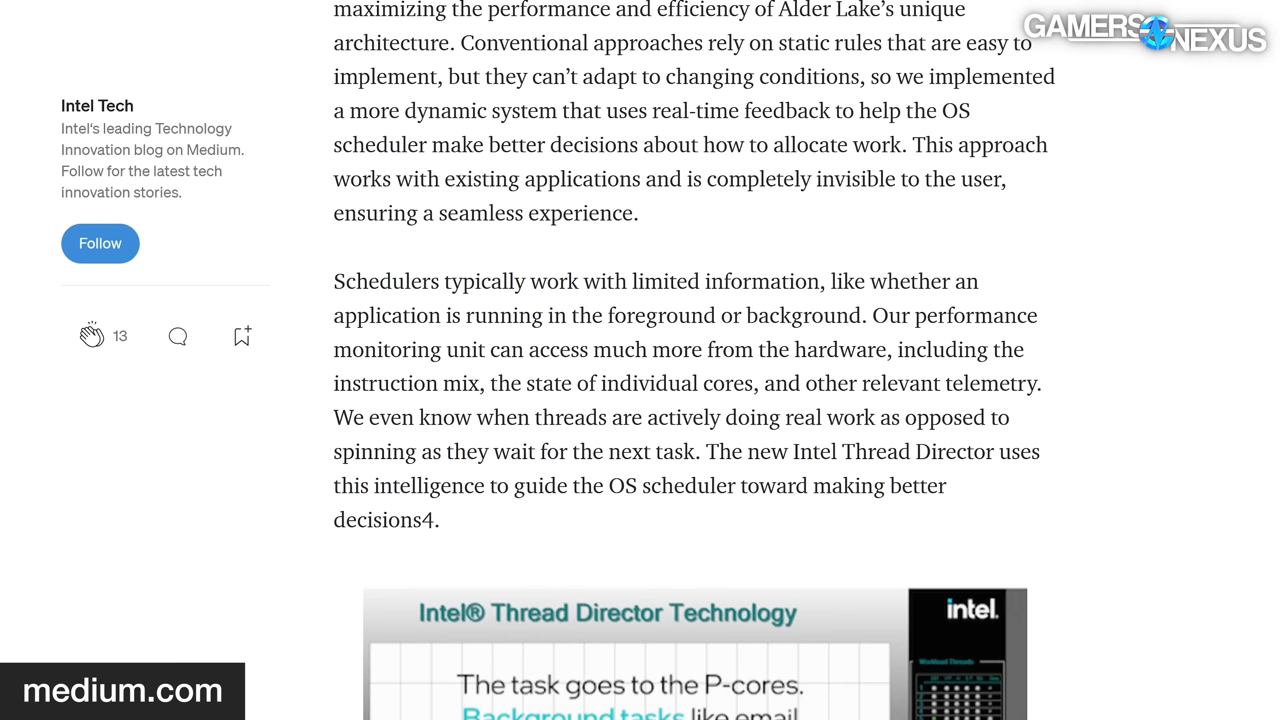 maximizing the performance and efficiency of Alder Lake’s unique
architecture. Conventional approaches rely on static rules that are easy to
implement, but they can’t adapt to changing conditions, so we implemented
a more dynamic system that uses real-time feedback to help the OS
scheduler make better decisions about how to allocate work. This approach
works with existing applications and is completely invisible to the user,
ensuring a seamless experience.
Schedulers typically work with limited information, like whether an
application is running in the foreground or background. Our performance
monitoring unit can access much more from the hardware, including the
instruction mix, the state of individual cores, and other relevant telemetry.
We even know when threads are actively doing real work as opposed to
spinning as they wait for the next task. The new Intel Thread Director uses
this intelligence to guide the OS scheduler toward making better
decisions4.
GAMERS NEXUS
Intel Tech
Intel's leading Technology
Innovation blog on Medium.
Follow for the latest tech
innovation stories.
Follow
13
Intel® Thread Director Technology
intel.
Workload Threads
The task goes to the P-cores.
Background tasks like email
medium.com